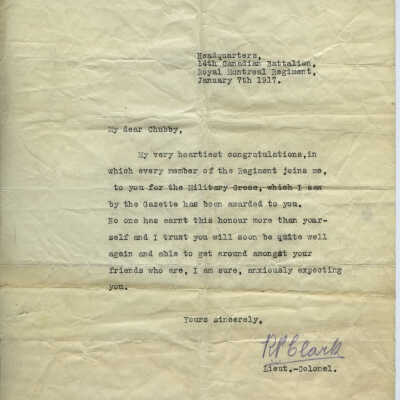 Headquarters,
14th Canadian Battalion,
Royal Montreal Regiment,
January 7th 1917.
My dear Chubby,
My very heartiest congratulations,in
which every member of the Regiment joins me,
to you for the Military Cross, which I saw
by the Gazette has been awarded to you.
No one has earnt this honour more than your-
self and I trust you will soon be quite well
again and able to get around amongst your
friends who are, I am sure, anxiously expecting
you.
Yours sincerely,
RPClark
Lieut.-Colonel.